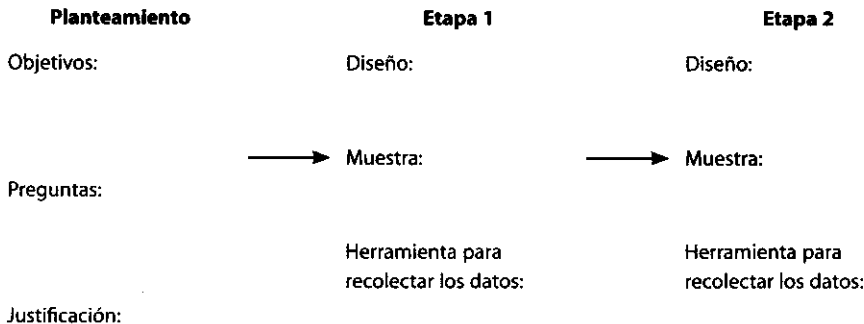 Planteamiento
Objetivos:
Preguntas:
Justificación:
Etapa 1
Diseño:
Muestra:
Herramienta para
recolectar los datos:
Etapa 2
Diseño:
Muestra:
Herramienta para
recolectar los datos: